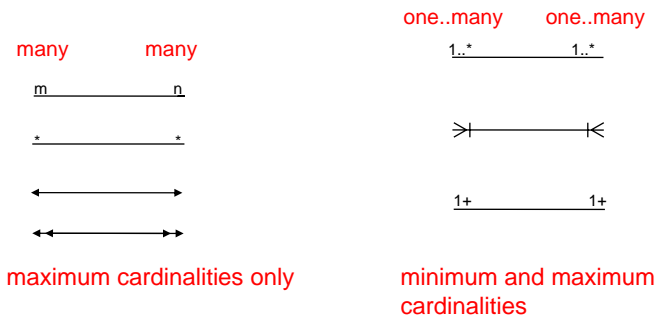 one..many one..many
many many
1..* 1..*
m n
* *
1+ 1+
maximum cardinalities only
minimum and maximum
cardinalities